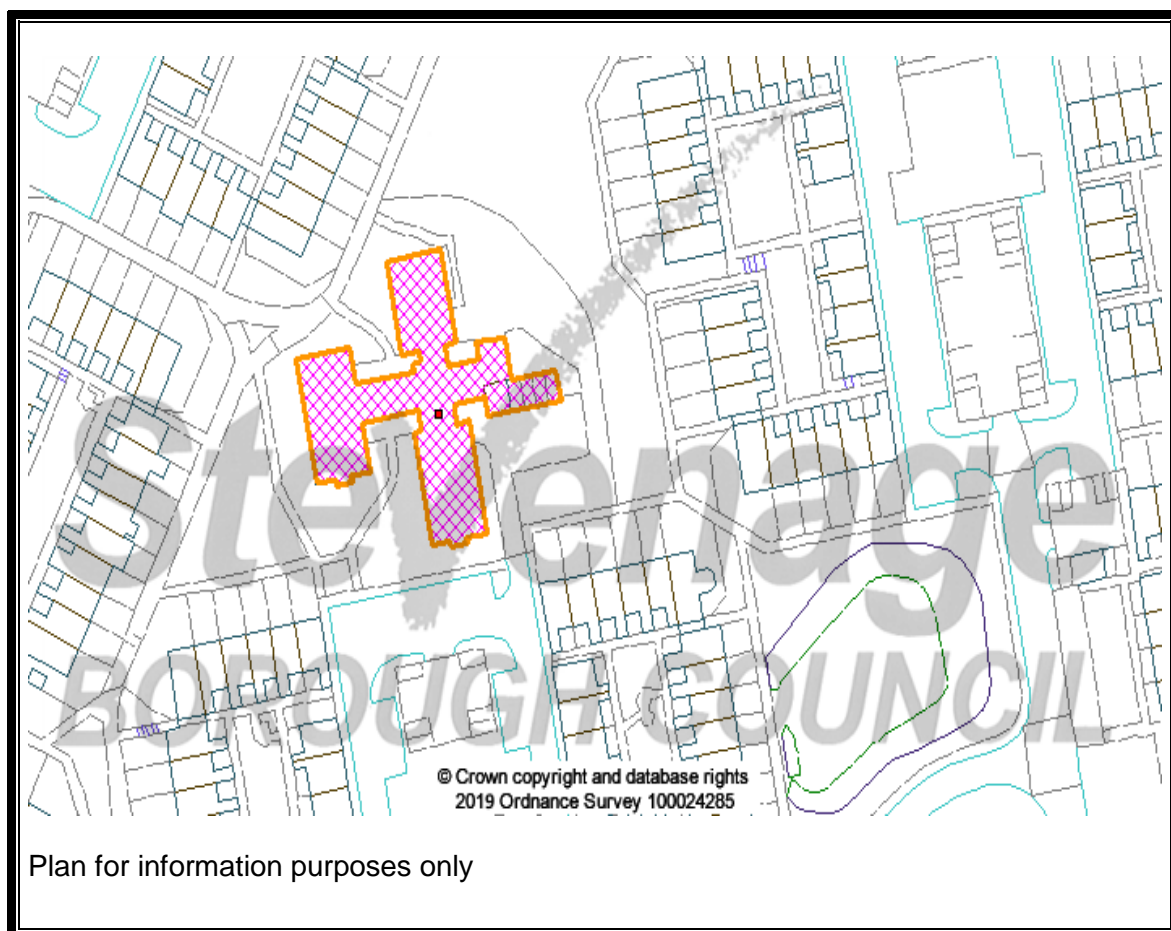 Stevenage
BOROUGH COUNCIL
© Crown copyright and database rights
2019 Ordnance Survey 100024285
Plan for information purposes only